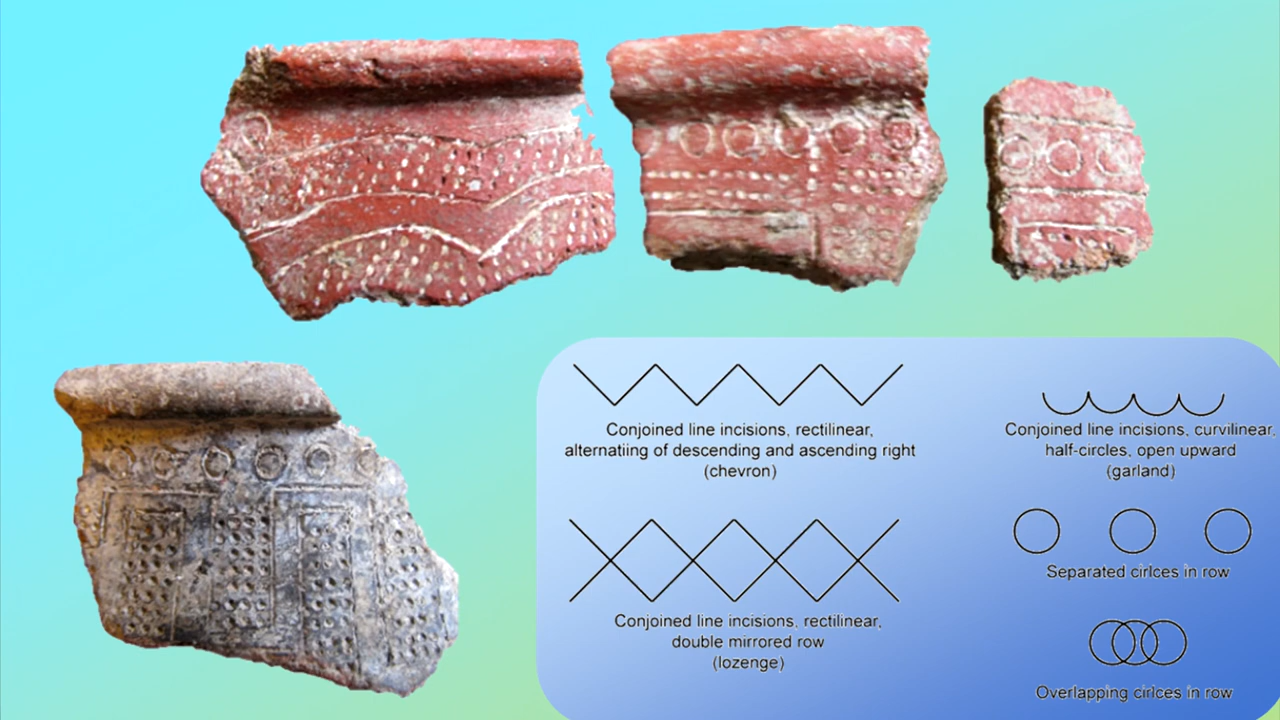 Conjoined line incisions, rectilinear,
alternatiing of descending and ascending right
(chevron)
Conjoined line incisions, rectilinear,
double mirrored row
(lozenge)
Conjoined line incisions, curvilinear,
half-circles, open upward
(garland)
Separated cirlces in row
Overlapping cirlces in row